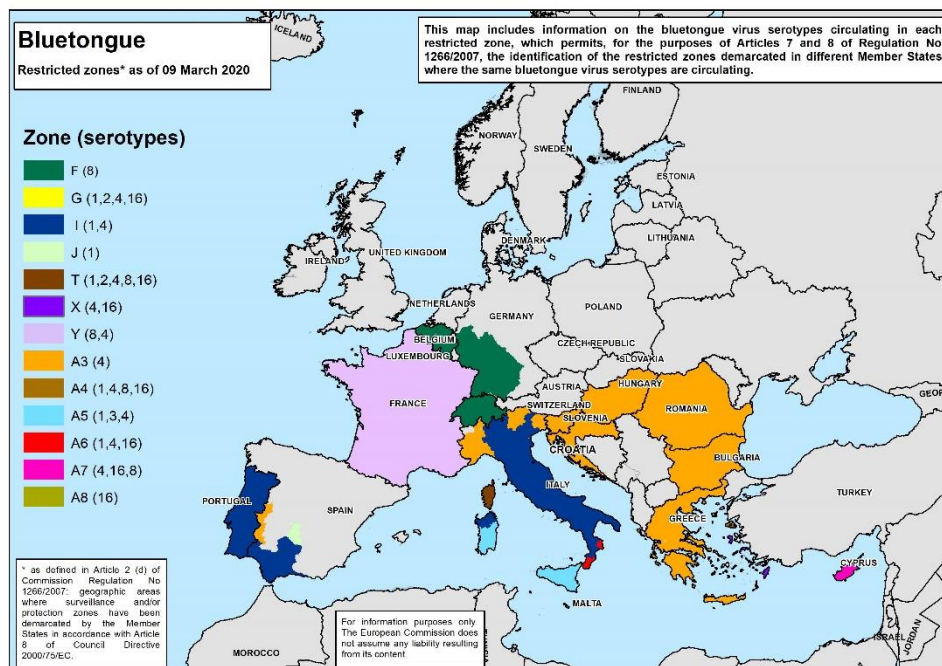 Bluetongue
Restricted zones* as of 09 March 2020
This map includes information on the bluetongue virus serotypes circulating in each
restricted zone, which permits, for the purposes of Articles 7 and 8 of Regulation No
1266/2007, the identification of the restricted zones demarcated in different Member States
where the same bluetongue virus serotypes are circulating.
Zone (serotypes)
F (8)
G (1,2,4,16)
I (1,4)
J (1)
T (1,2,4,8,16)
X (4,16)
Y (8,4)
A3 (4)
A4 (1,4,8,16)
A5 (1,3,4)
A6 (1,4,16)
A7 (4,16,8)
A8 (16)
ICELAND
FINLAND
NORWAY
SWEDEN
ESTONIA
LATVIA
LITHUANIA
DENMARK
IRELAND
UNITED KINGDOM
NETHERLANDS
GERMANY
POLAND
BELGIUM
LUXEMBOURG
CZECH REPUBLIC
SLOVAKIA
AUSTRIA
HUNGARY
FRANCE
SWITZERLAND
SLOVENIA
ROMANIA
CROATIA
BULGARIA
GEOR
ITALY
PORTUGAL
SPAIN
GREECE
TURKEY
CYPRUS
MALTA
MOROCCO
ISRAEL
JORDAN
* as defined in Article 2 (d) of
Commission Regulation No
1266/2007: geographic areas
where surveillance and/or
protection zones have been
demarcated by the Member
States in accordance with Article
8 of Council Directive
2000/75/EC.
For information purposes only
The European Commission does
not assume any liability resulting
from its content